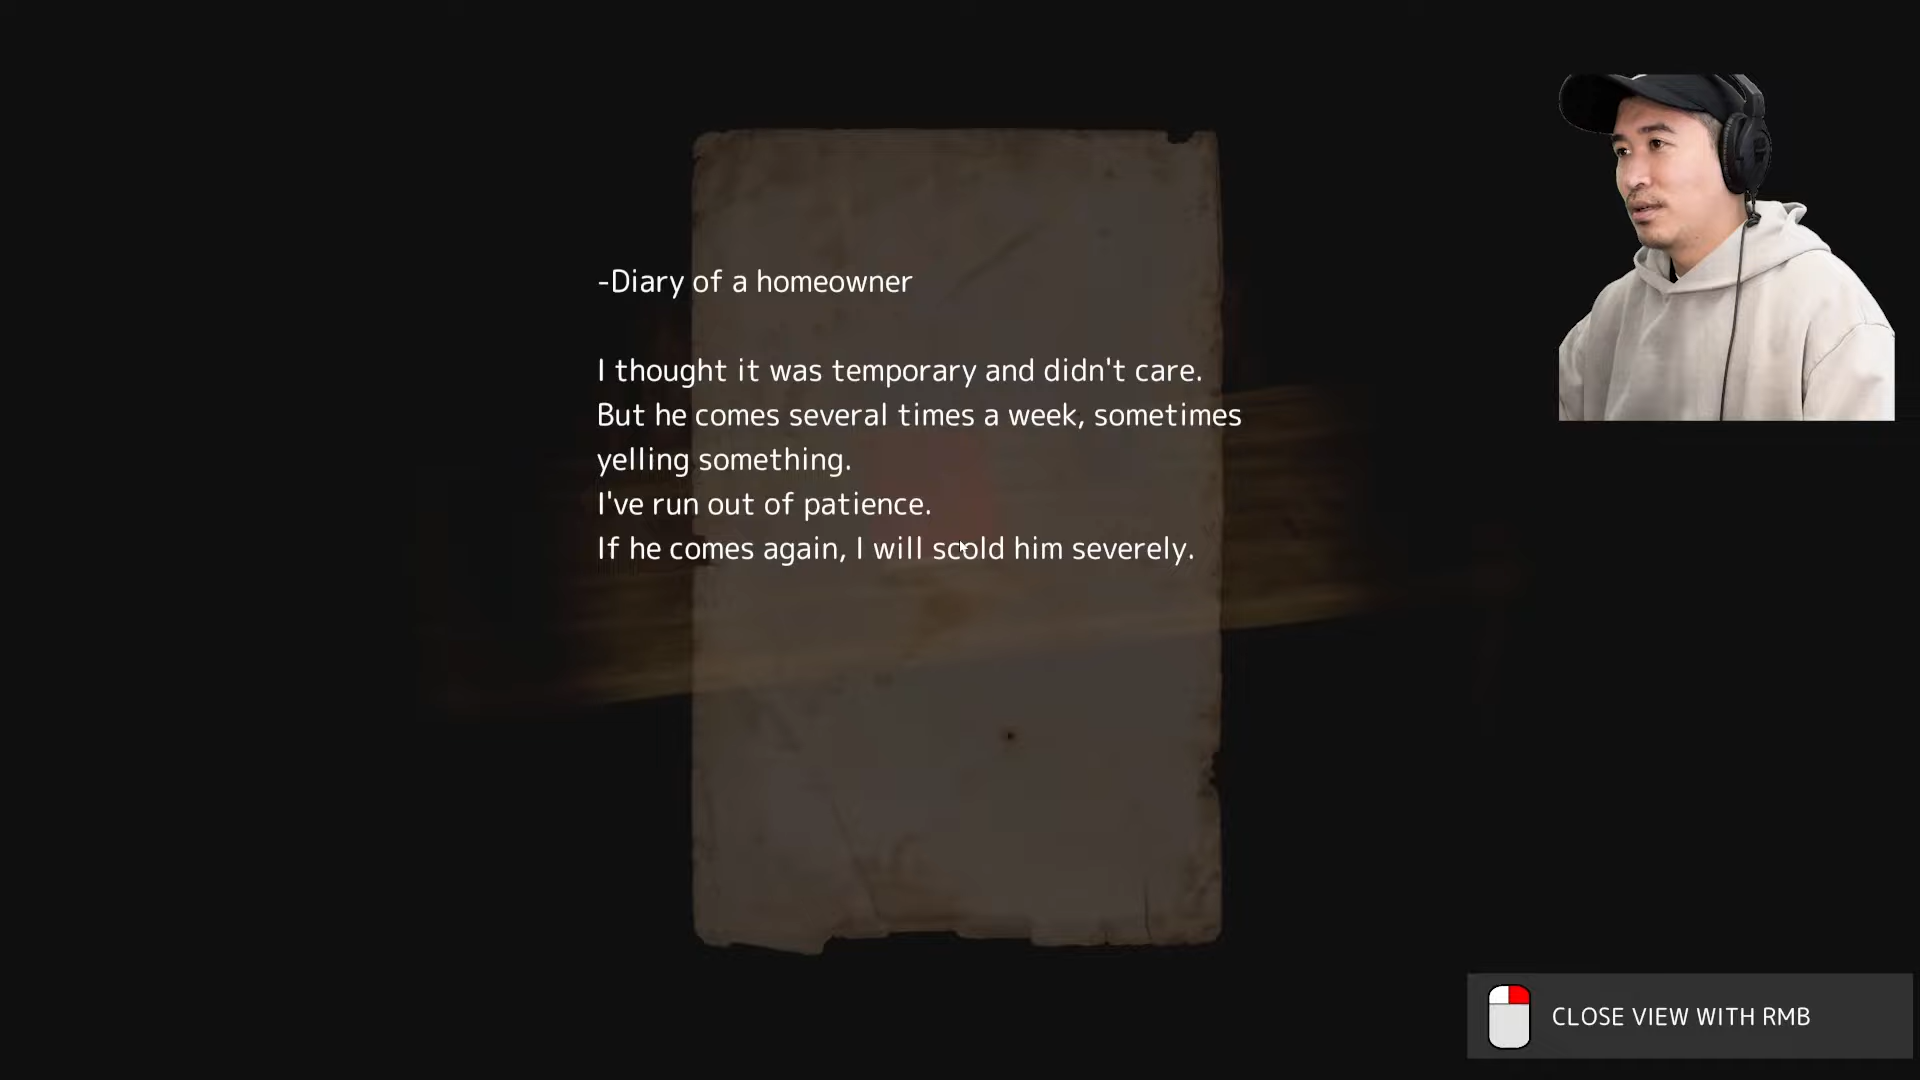 -Diary of a homeowner
I thought it was temporary and didn't care.
But he comes several times a week, sometimes
yelling something.
I've run out of patience.
If he comes again, I will scold him severely.
CLOSE VIEW WITH RMB